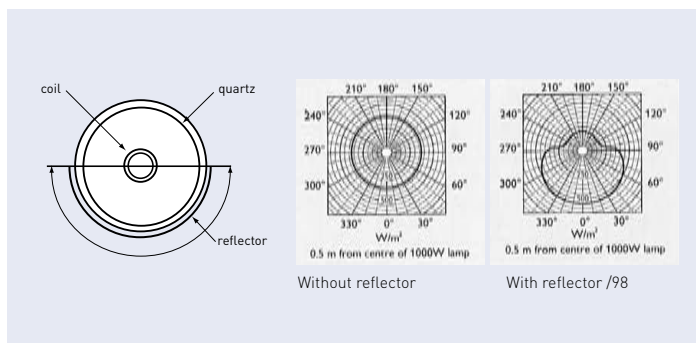 coil
quartz
reflector
210° 180° 150°
240°
120°
270°
90°
300°
60°
330° 0° 30°
W/m²
0.5 m from centre of 1000W lamp
Without reflector
210° 180° 150°
240°
120°
270°
90°
300°
60°
500
330° 0° 30°
W/m²
0.5 m from centre of 1000W lamp
With reflector /98